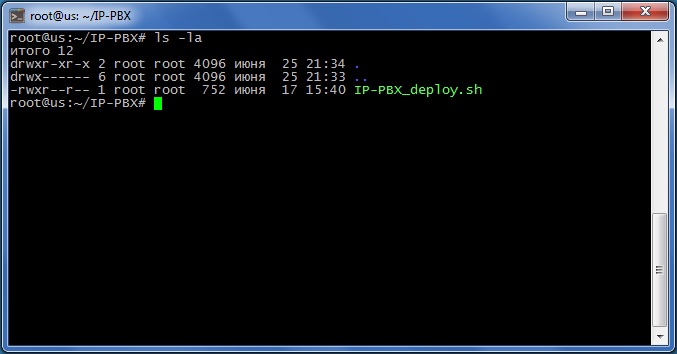 root@us: ~/IP-PBX
root@us:~/IP-PBX# ls -la
итого 12
drwxr-xr-x 2 root root 4096 июня  25 21:34 .
drwx------ 6 root root 4096 июня  25 21:33 ..
-rwxr--r-- 1 root root  752 июня  17 15:40 IP-PBX_deploy.sh
root@us:~/IP-PBX#